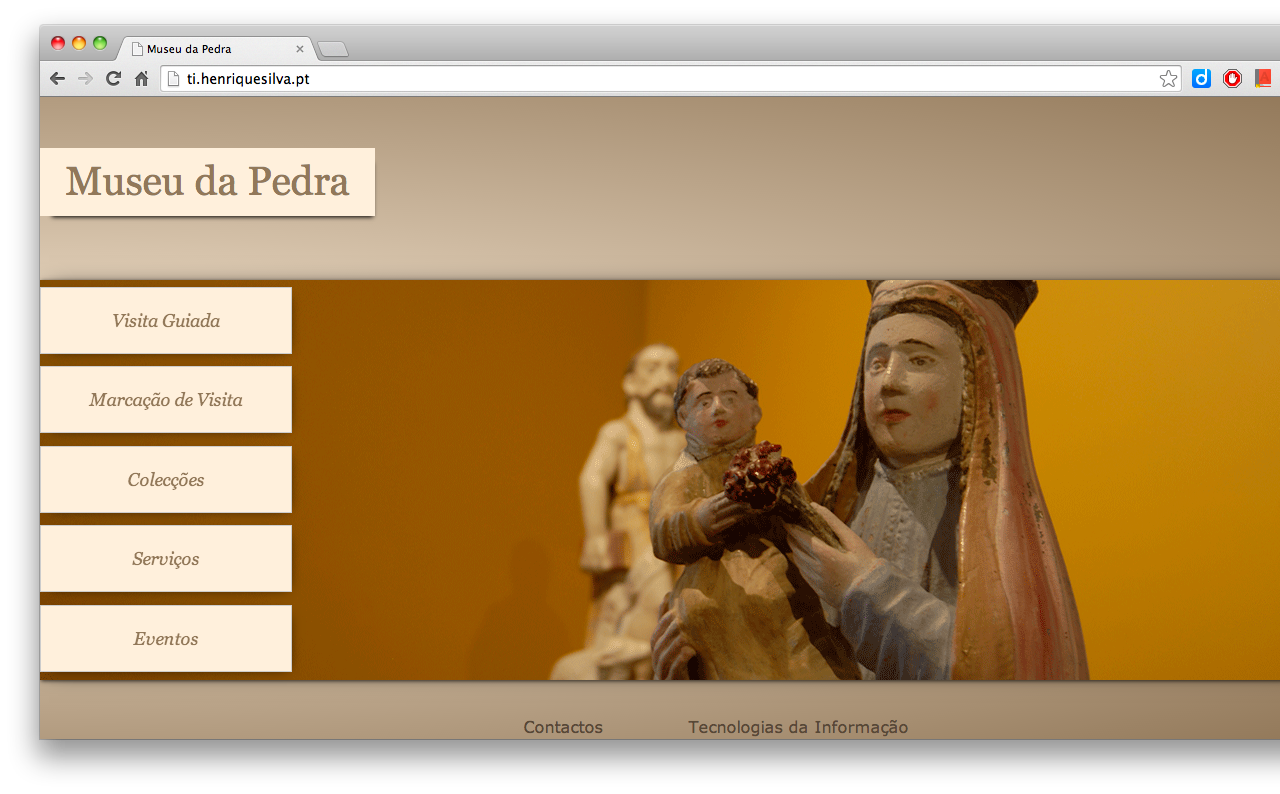 Museu da Pedra
ti.henriquesilva.pt
Museu da Pedra
Visita Guiada
Marcação de Visita
Colecções
Serviços
Eventos
Contactos Tecnologias da Informação